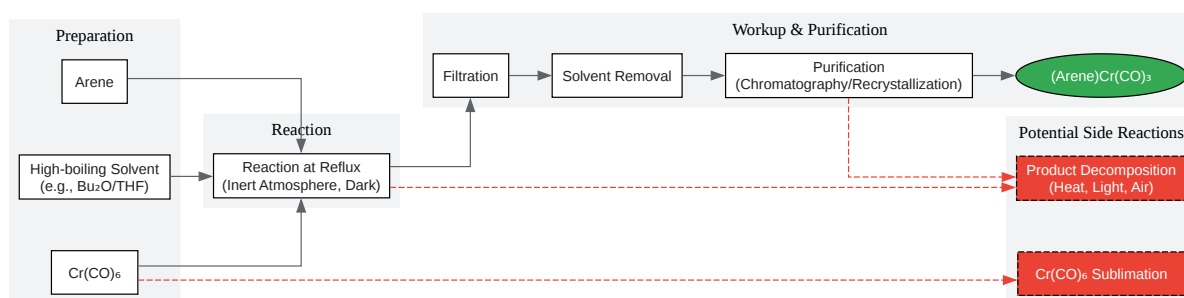 Preparation
Arene
High-boiling Solvent
(e.g., Bu₂O/THF)
Cr(CO)₆
Reaction
Reaction at Reflux
(Inert Atmosphere, Dark)
Workup & Purification
Filtration
Solvent Removal
Purification
(Chromatography/Recrystallization)
(Arene)Cr(CO)₃
Potential Side Reactions
Product Decomposition
(Heat, Light, Air)
Cr(CO)₆ Sublimation